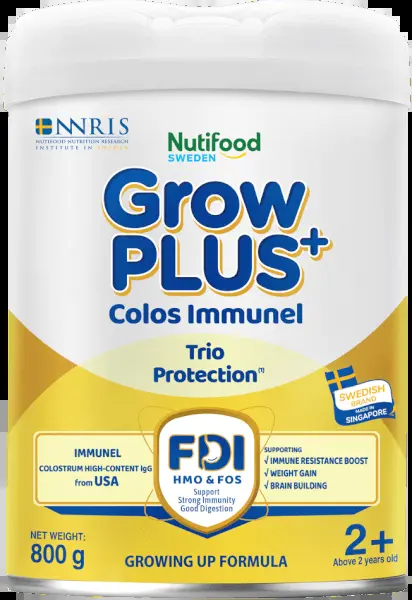 NNRIS
NUTIFOOD NUTRITION RESEARCH
INSTITUTE IN SWEDEN
Nutifood
SWEDEN
Grow
PLUS+
Colos Immunel
Trio
Protection(1)
SWEDISH
BRAND
MADE IN
SINGAPORE
IMMUNEL
COLOSTRUM HIGH-CONTENT IgG
from USA
FDI
HMO & FOS
Support
Strong Immunity
Good Digestion
SUPPORTING
√ IMMUNE RESISTANCE BOOST
√ WEIGHT GAIN
√ BRAIN BUILDING
NET WEIGHT:
800 g
GROWING UP FORMULA
2+
Above 2 years old